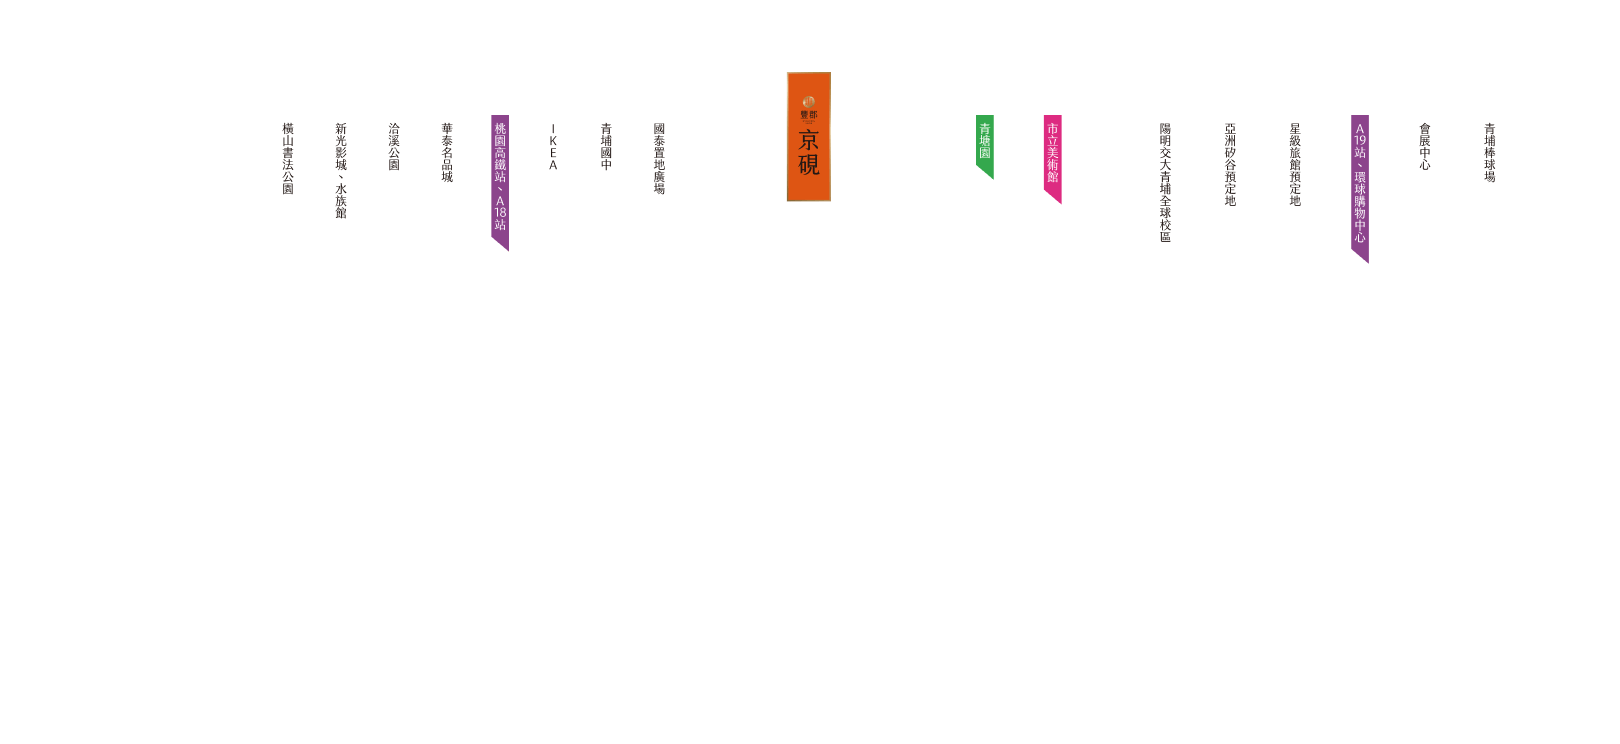 橫山書法公園
新光影城、水族館
洽溪公園
華泰名品城
桃園高鐵站、A18站
IKEA
青埔國中
國泰置地廣場
豐郡
京硯
青塘園
市立美術館
陽明交大青埔全球校區
亞洲矽谷預定地
星級旅館預定地
A19站、環球購物中心
會展中心
青埔棒球場